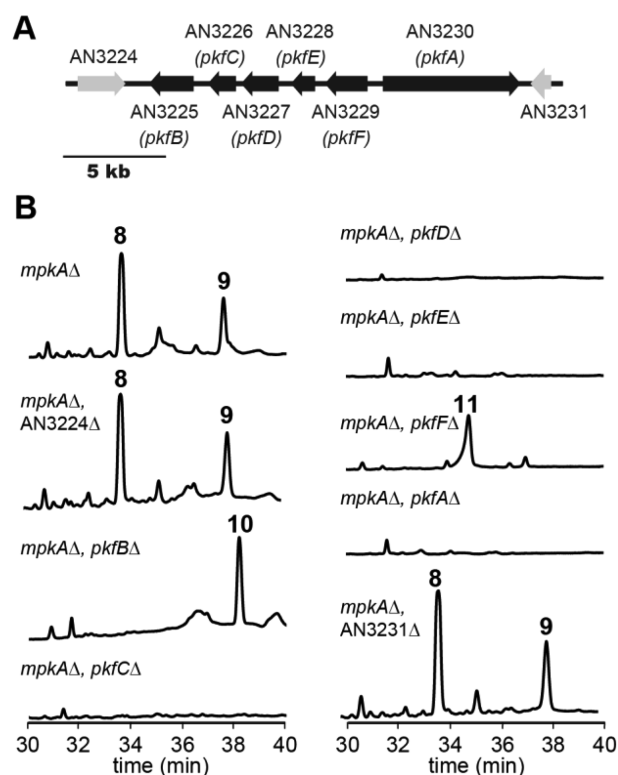 A
AN3226 AN3228 AN3230
AN3224 (pkfC) (pkfE) (pkfA)
AN3225 AN3227 AN3229 AN3231
(pkfB) (pkfD) (pkfF)
5 kb
B
mpkAΔ
8
9
mpkAΔ,
AN3224Δ
8
9
mpkAΔ, pkfBΔ
10
mpkAΔ, pkfCΔ
30 32 34 36 38 40
time (min)
mpkAΔ, pkfDΔ
mpkAΔ, pkfEΔ
mpkAΔ, pkfFΔ
11
mpkAΔ, pkfAΔ
mpkAΔ,
AN3231Δ
8
9
30 32 34 36 38 40
time (min)